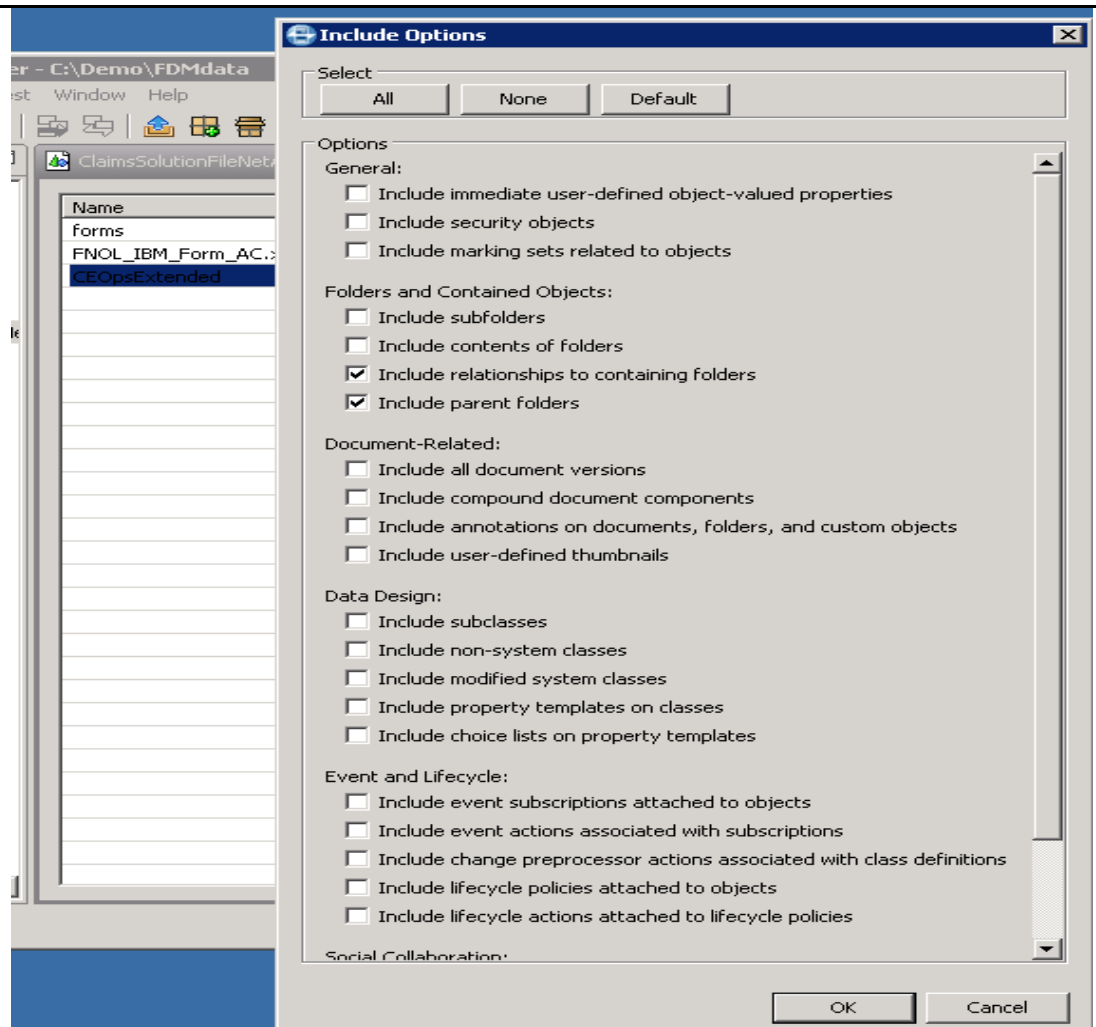 Include Options
er - C:\Demo\FDMdata
Select
est Window Help
All None Default
Options
ClaimsSolutionFileNet
General:
Include immediate user-defined object-valued properties
Name
Include security objects
forms
FNOL_IBM_Form_AC.
Include marking sets related to objects
CEOpsExtended
Folders and Contained Objects:
Include subfolders
Include contents of folders
Include relationships to containing folders
Include parent folders
Document-Related:
Include all document versions
Include compound document components
Include annotations on documents, folders, and custom objects
Include user-defined thumbnails
Data Design:
Include subclasses
Include non-system classes
Include modified system classes
Include property templates on classes
Include choice lists on property templates
Event and Lifecycle:
Include event subscriptions attached to objects
Include event actions associated with subscriptions
Include change preprocessor actions associated with class definitions
Include lifecycle policies attached to objects
Include lifecycle actions attached to lifecycle policies
Social Collaboration:
OK Cancel